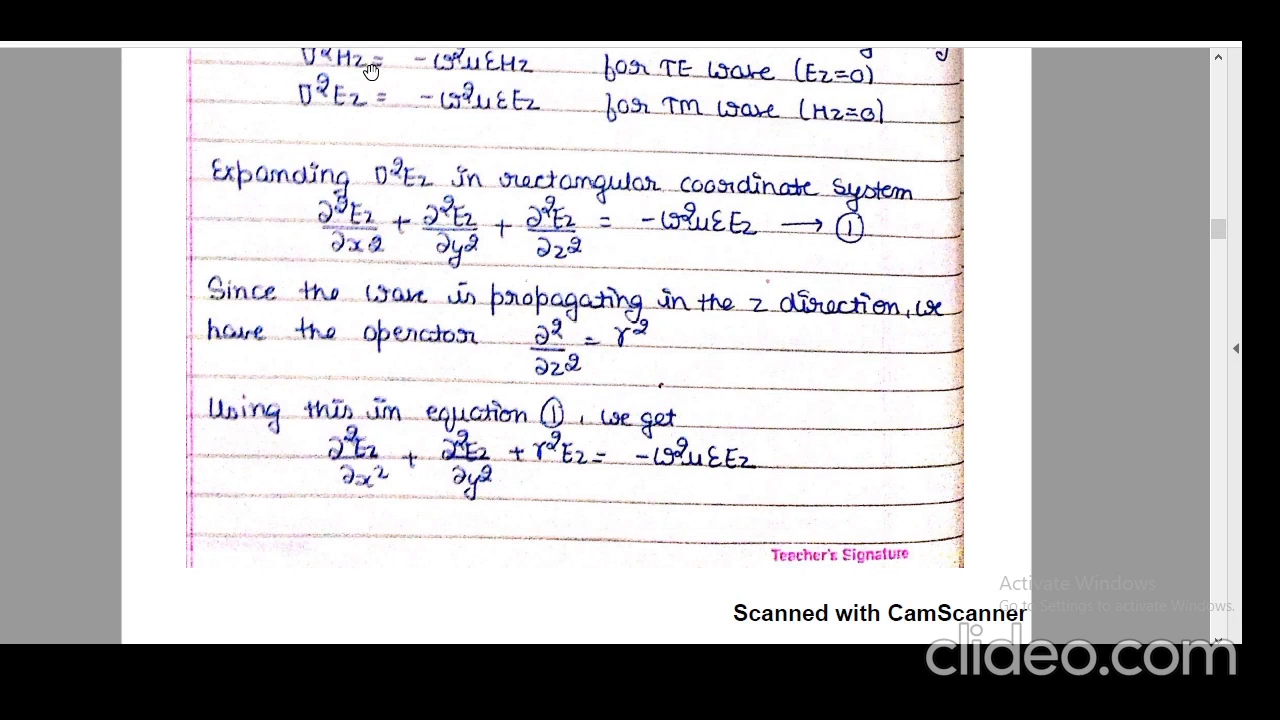 ∇²Hz = -ω²μεHz for TE wave (Ez=0)
∇²Ez = -ω²μεEz for TM wave (Hz=0)
Expanding ∇²Ez in rectangular coordinate system
∂²Ez/∂x² + ∂²Ez/∂y² + ∂²Ez/∂z² = -ω²μεEz → ①
Since the wave is propagating in the z direction, we
have the operator ∂²/∂z² = γ²
Using this in equation ①, we get
∂²Ez/∂x² + ∂²Ez/∂y² + γ²Ez = -ω²μεEz
Teacher's Signature
Scanned with CamScanner
Activate Windows
Go to Settings to activate Windows.
clideo.com